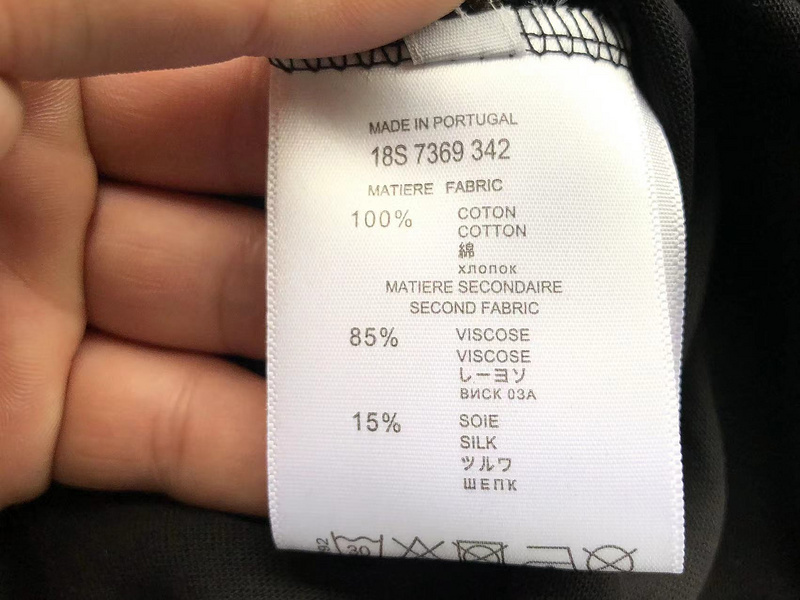 MADE IN PORTUGAL
18S 7369 342
MATIERE FABRIC
100% COTON
COTTON
綿
хлопок
MATIERE SECONDAIRE
SECOND FABRIC
85% VISCOSE
VISCOSE
レーヨソ
ВИСК 03А
15% SOIE
SILK
ツルワ
ШЕПК
82
30